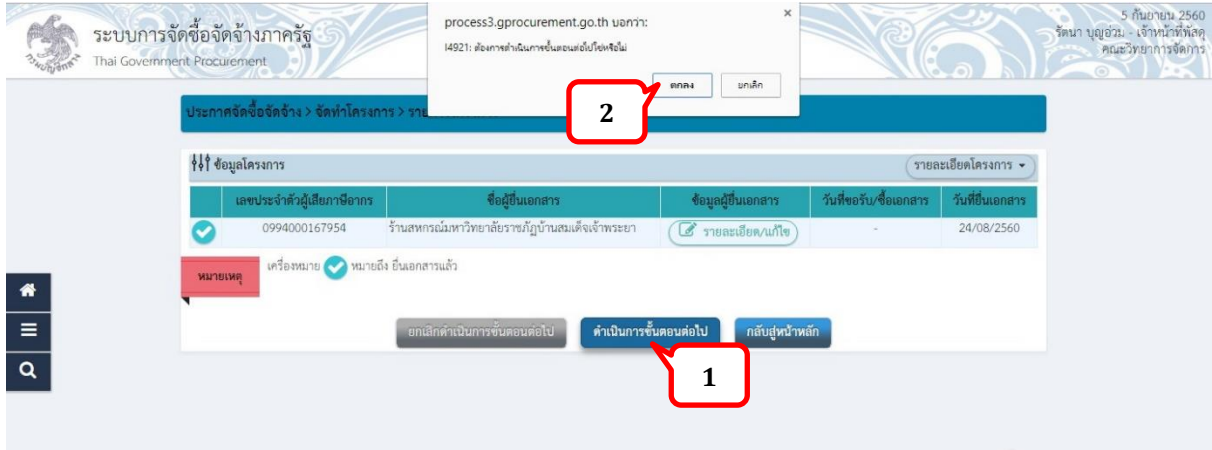 ระบบการจัดซื้อจัดจ้างภาครัฐ
Thai Government Procurement
process3.gprocurement.go.th บอกว่า:
×
I4921: ต้องการดำเนินการขั้นตอนต่อไปใช่หรือไม่
ตกลง ยกเลิก
2
5 กันยายน 2560
รัตนา บุญอ่วม - เจ้าหน้าที่พัสดุ
คณะวิทยาการจัดการ
ประกาศจัดซื้อจัดจ้าง > จัดทำโครงการ >
ข้อมูลโครงการ รายละเอียดโครงการ
เลขประจำตัวผู้เสียภาษีอากร ชื่อผู้ยื่นเอกสาร ข้อมูลผู้ยื่นเอกสาร วันที่ขอรับ/ซื้อเอกสาร วันที่ยื่นเอกสาร
0994000167954 ร้านสหกรณ์มหาวิทยาลัยราชภัฏบ้านสมเด็จเจ้าพระยา รายละเอียด/แก้ไข - 24/08/2560
หมายเหตุ เครื่องหมาย หมายถึง ยื่นเอกสารแล้ว
ยกเลิกดำเนินการขั้นตอนต่อไป ดำเนินการขั้นตอนต่อไป กลับสู่หน้าหลัก
1